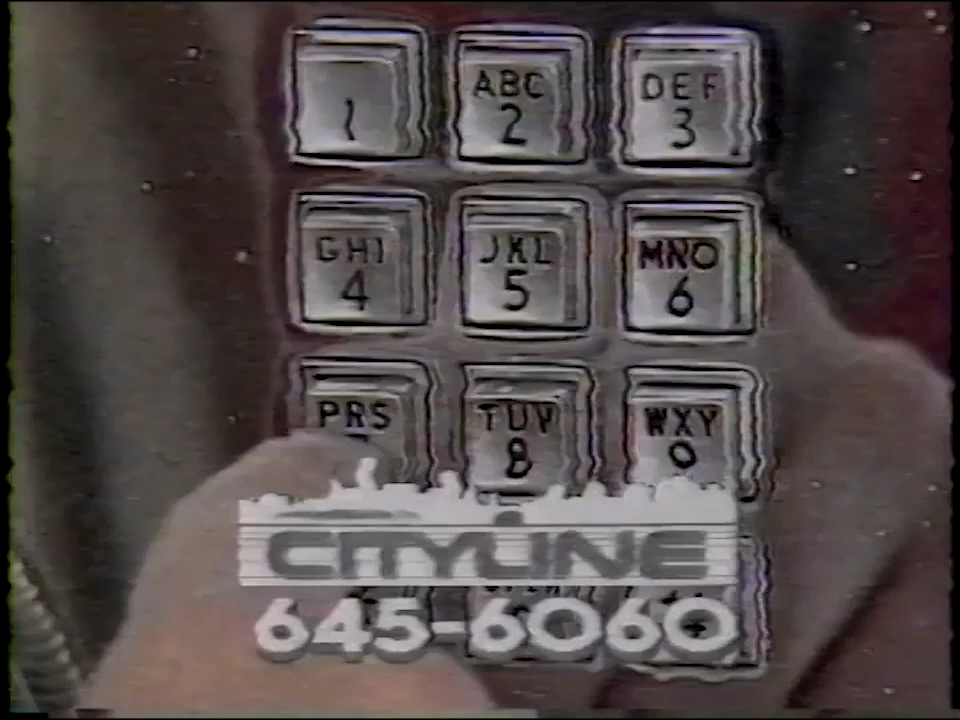 1 ABC 2 DEF 3
GHI 4 JKL 5 MNO 6
PRS TUV 8 WXY 9
CITYLINE
645-6060